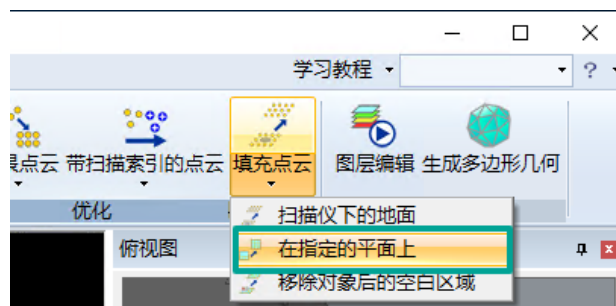 学习教程
?
点云
带扫描索引的点云
填充点云
图层编辑
生成多边形几何
优化
扫描仪下的地面
俯视图
在指定的平面上
移除对象后的空白区域